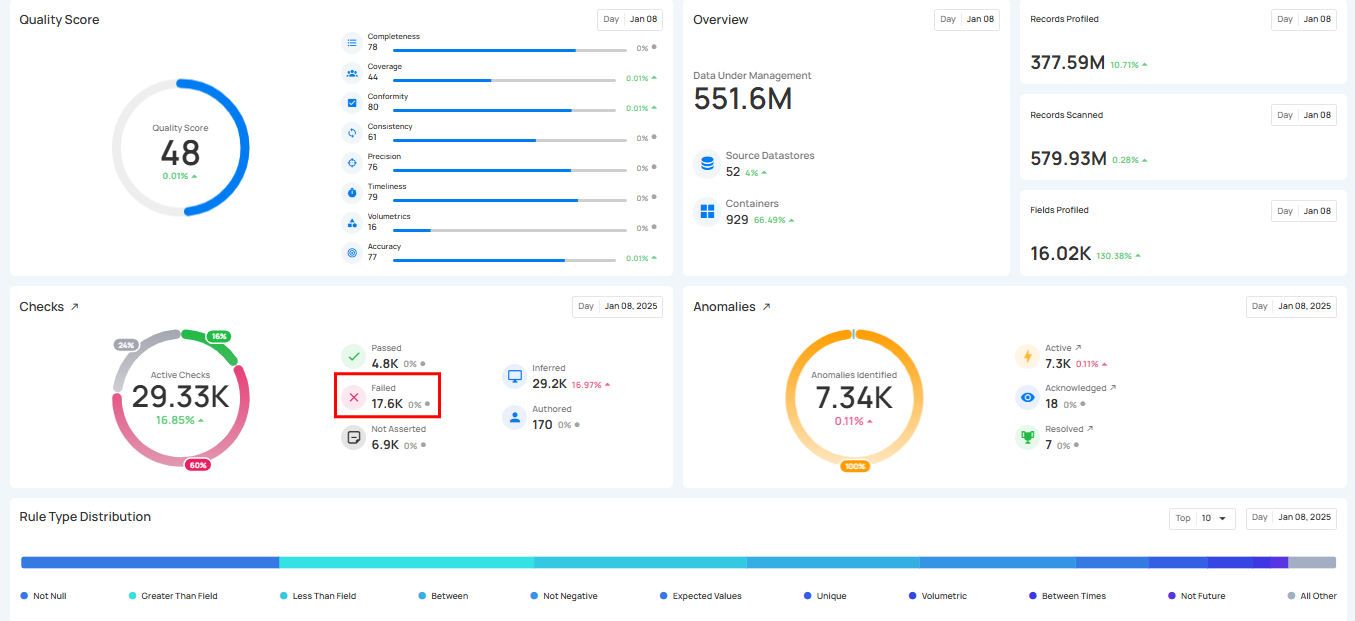 Quality Score
Day Jan 08
Quality Score
48
0.01%
Completeness
78
0%
Coverage
44
0.01%
Conformity
80
0.01%
Consistency
61
0%
Precision
76
0%
Timeliness
79
0%
Volumetrics
16
0%
Accuracy
77
0.01%
Overview
Day Jan 08
Data Under Management
551.6M
Source Datastores
52 4%
Containers
929 66.49%
Records Profiled
Day Jan 08
377.59M 10.71%
Records Scanned
Day Jan 08
579.93M 0.28%
Fields Profiled
Day Jan 08
16.02K 130.38%
Checks
Day Jan 08, 2025
24%
16%
Active Checks
29.33K
16.85%
60%
Passed
4.8K 0%
Failed
17.6K 0%
Not Asserted
6.9K 0%
Inferred
29.2K 16.97%
Authored
170 0%
Anomalies
Day Jan 08, 2025
Anomalies Identified
7.34K
0.11%
100%
Active
7.3K 0.11%
Acknowledged
18 0%
Resolved
7 0%
Rule Type Distribution
Top 10
Day Jan 08, 2025
Not Null Greater Than Field Less Than Field Between Not Negative Expected Values Unique Volumetric Between Times Not Future All Other